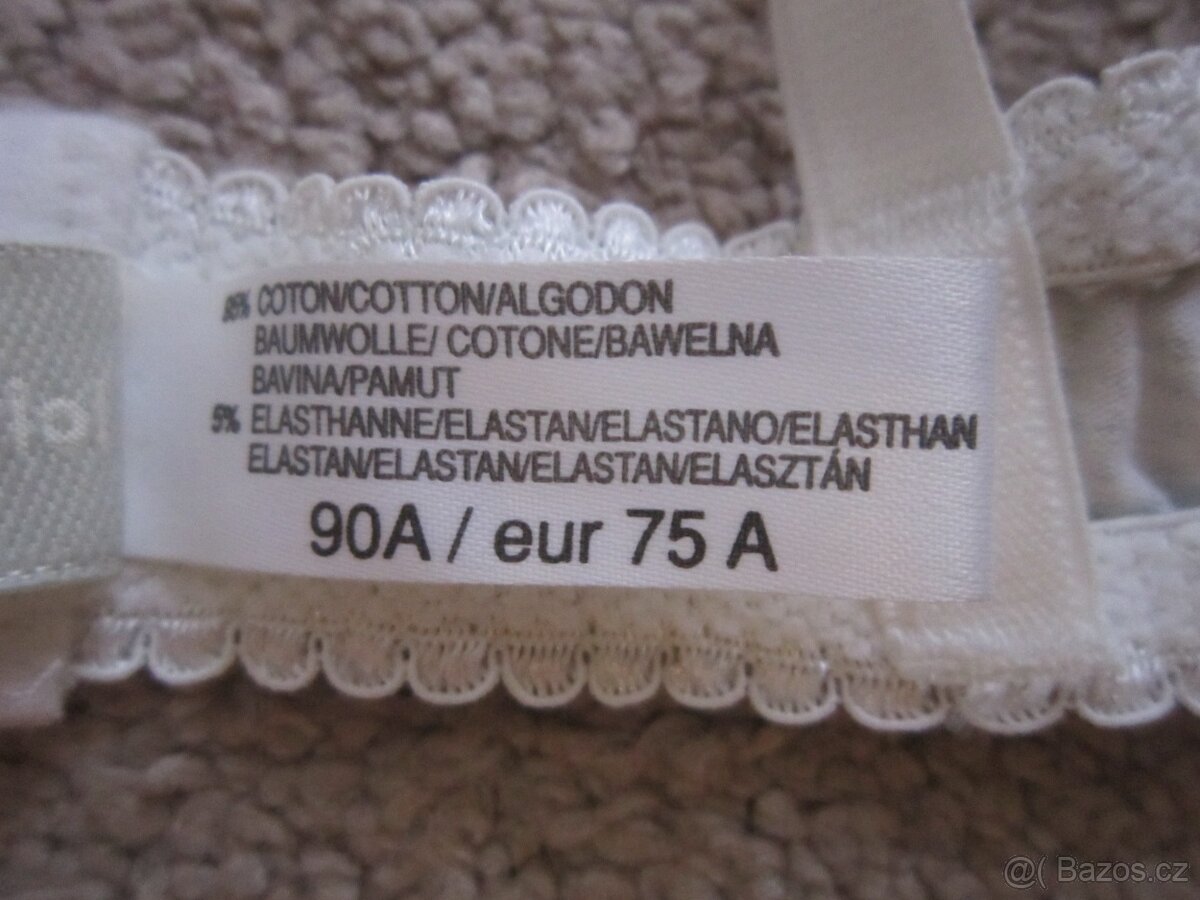 95% COTON/COTTON/ALGODON
BAUMWOLLE/ COTONE/BAWELNA
BAVINA/PAMUT
5% ELASTHANNE/ELASTAN/ELASTANO/ELASTHAN
ELASTAN/ELASTAN/ELASTAN/ELASZTÁN
90A / eur 75 A
@( Bazos.cz